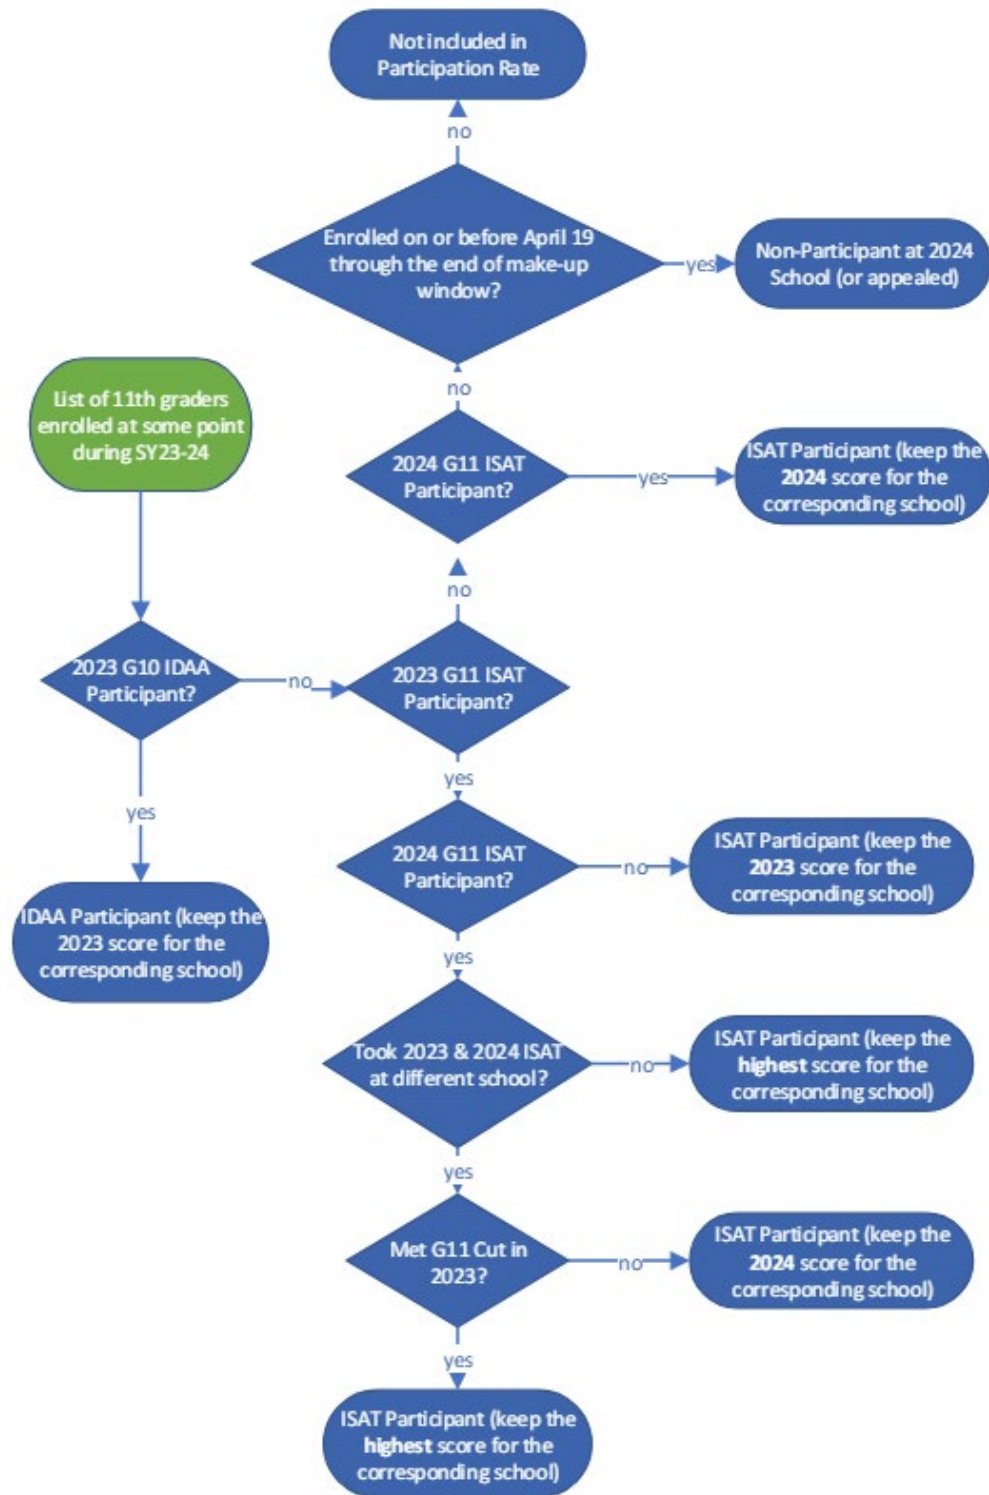 Not included in
Participation Rate
no
Enrolled on or before April 19
through the end of make-up
window?
yes
Non-Participant at 2024
School (or appealed)
no
List of 11th graders
enrolled at some point
during SY23-24
2024 G11 ISAT
Participant?
yes
ISAT Participant (keep the
2024 score for the
corresponding school)
no
2023 G10 IDAA
Participant?
no
2023 G11 ISAT
Participant?
yes
yes
IDAA Participant (keep the
2023 score for the
corresponding school)
2024 G11 ISAT
Participant?
no
ISAT Participant (keep the
2023 score for the
corresponding school)
yes
Took 2023 & 2024 ISAT
at different school?
no
ISAT Participant (keep the
highest score for the
corresponding school)
yes
Met G11 Cut in
2023?
no
ISAT Participant (keep the
2024 score for the
corresponding school)
yes
ISAT Participant (keep the
highest score for the
corresponding school)